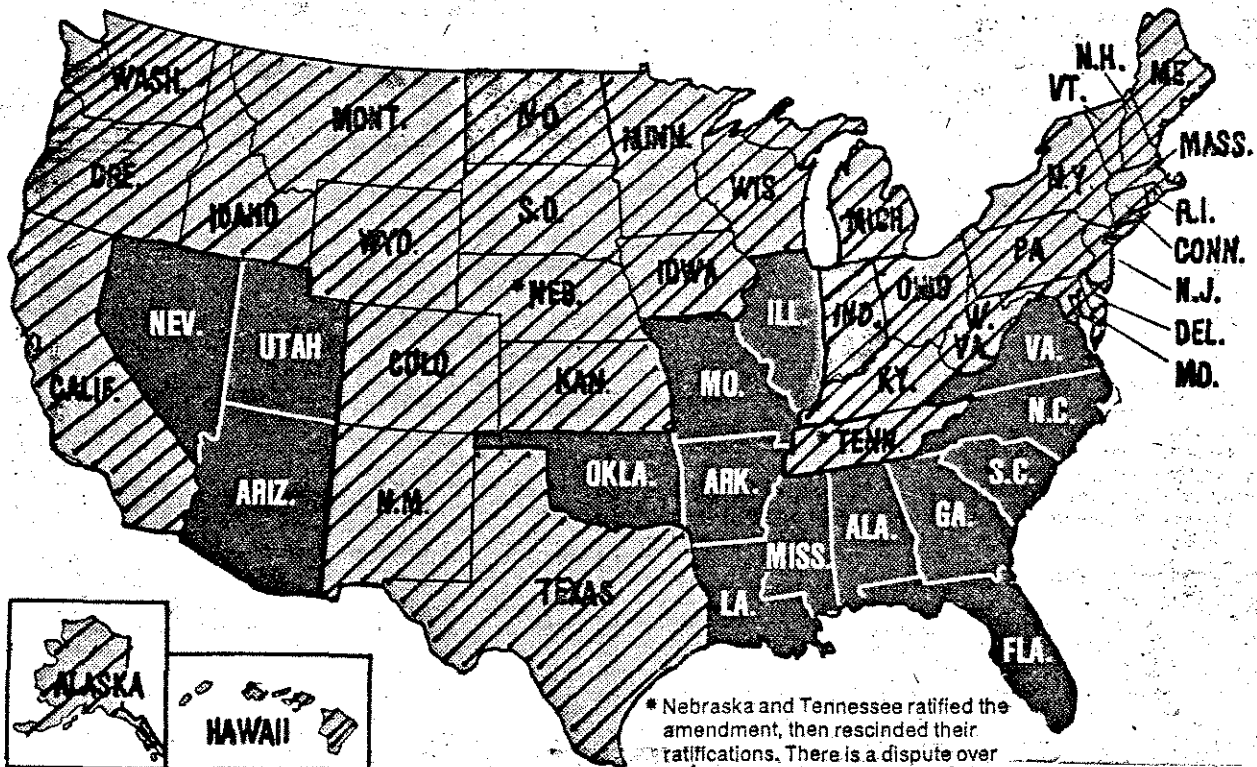 WASH.
MONT.
N.D.
MINN.
ORE.
IDAHO
WYO.
S.D.
WIS
MICH
N.H.
VT.
ME
MASS.
N.Y.
R.I.
CONN.
N.J.
DEL.
MD.
PA
NEV.
UTAH
CALIF.
COLO.
*NEB.
IOWA
ILL.
IND.
OHIO
W.
VA.
VA.
KY.
KAN.
MO.
N.C.
*TENN.
ARIZ.
N.M.
OKLA.
ARK.
S.C.
GA.
ALA.
MISS.
TEXAS
LA.
FLA.
ALASKA
HAWAII
* Nebraska and Tennessee ratified the
amendment, then rescinded their
ratifications. There is a dispute over